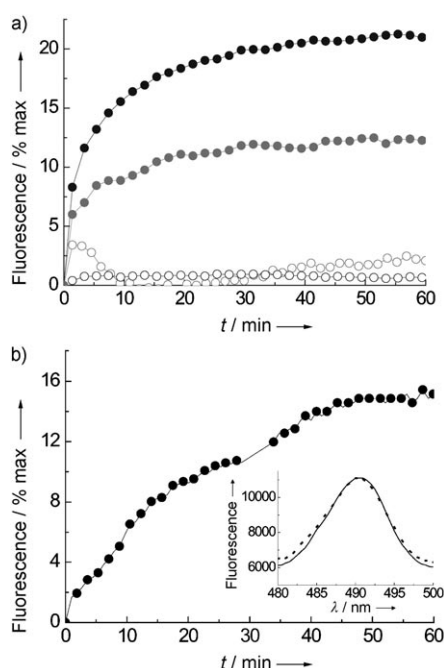 a)
Fluorescence / % max
20
15
10
5
0
0 10 20 30 40 50 60
t / min
b)
Fluorescence / % max
16
12
8
4
0
Fluorescence
10000
8000
6000
480 485 490 495 500
λ / nm
0 10 20 30 40 50 60
t / min